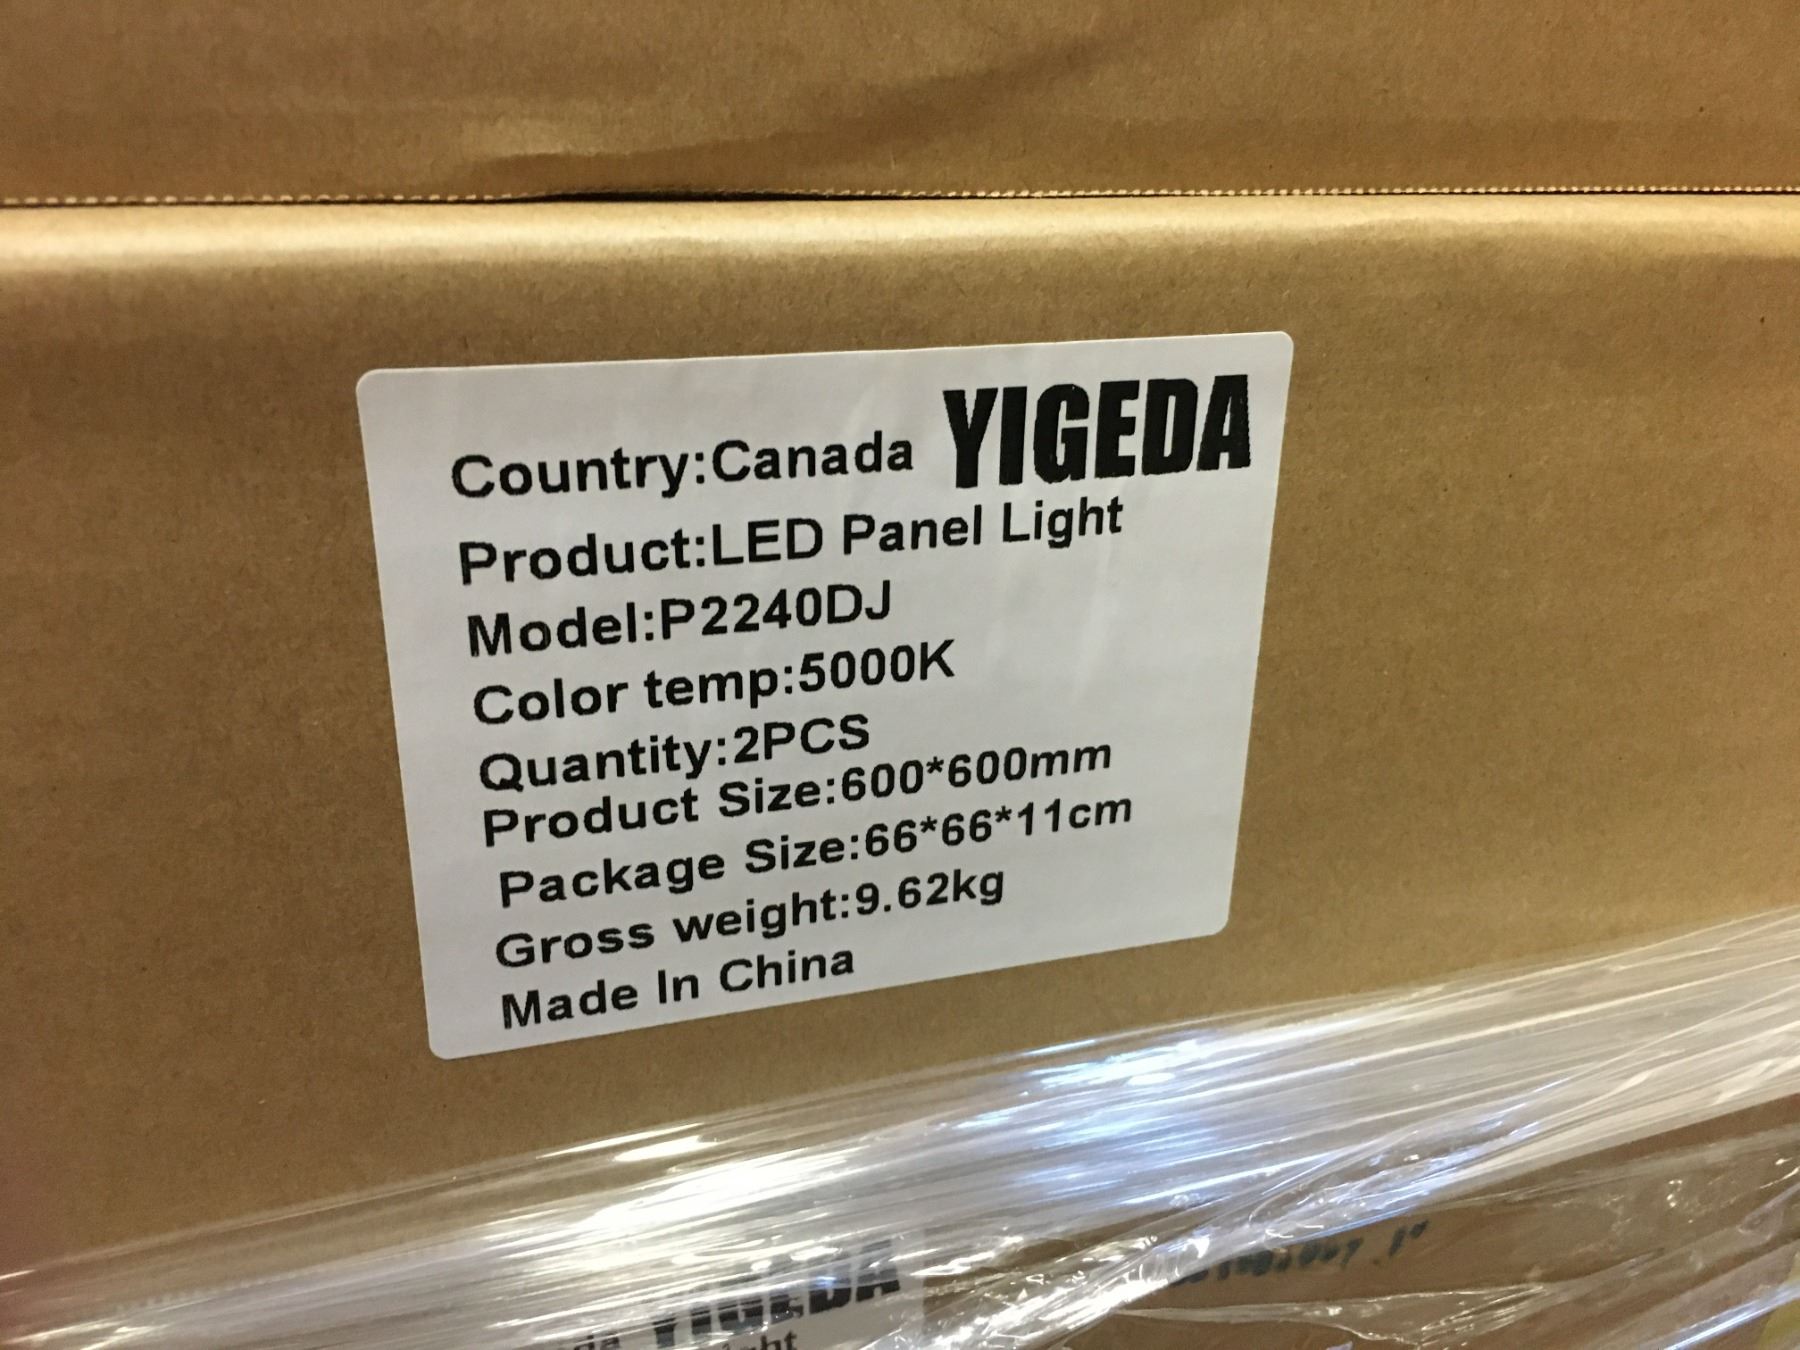 Country:Canada YIGEDA
Product:LED Panel Light
Model:P2240DJ
Color temp:5000K
Quantity:2PCS
Product Size:600*600mm
Package Size:66*66*11cm
Gross weight:9.62kg
Made In China
YIGEDA